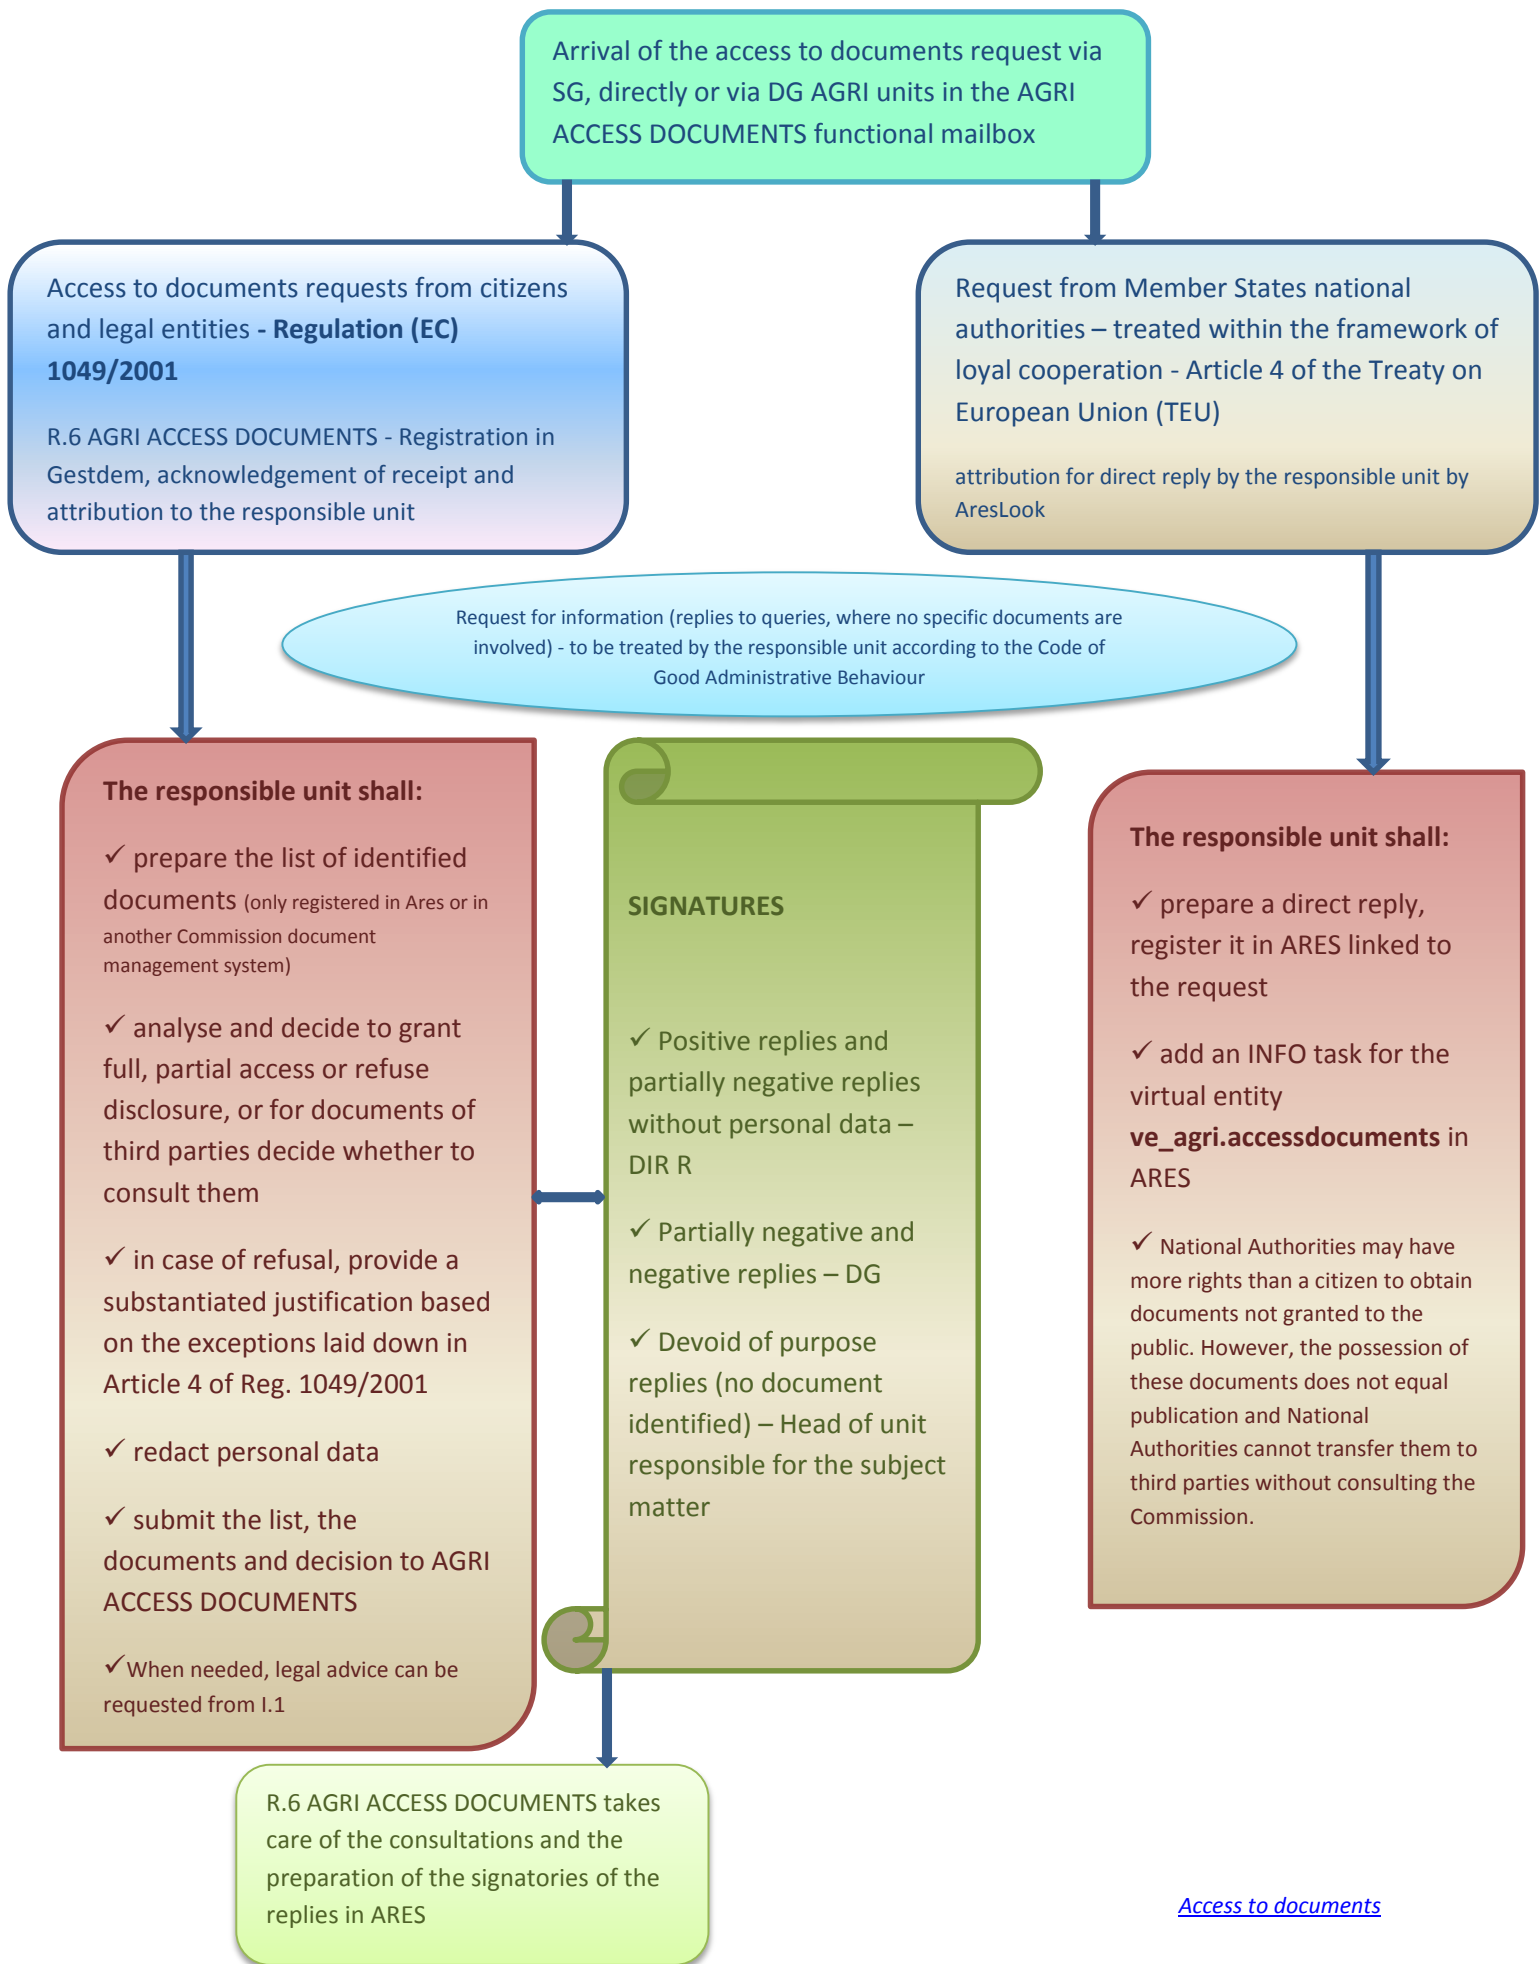 Arrival of the access to documents request via
SG, directly or via DG AGRI units in the AGRI
ACCESS DOCUMENTS functional mailbox
Access to documents requests from citizens
and legal entities - Regulation (EC)
1049/2001
R.6 AGRI ACCESS DOCUMENTS - Registration in
Gestdem, acknowledgement of receipt and
attribution to the responsible unit
Request from Member States national
authorities – treated within the framework of
loyal cooperation - Article 4 of the Treaty on
European Union (TEU)
attribution for direct reply by the responsible unit by
AresLook
Request for information (replies to queries, where no specific documents are
involved) - to be treated by the responsible unit according to the Code of
Good Administrative Behaviour
The responsible unit shall:
✓ prepare the list of identified
documents (only registered in Ares or in
another Commission document
management system)
✓ analyse and decide to grant
full, partial access or refuse
disclosure, or for documents of
third parties decide whether to
consult them
✓ in case of refusal, provide a
substantiated justification based
on the exceptions laid down in
Article 4 of Reg. 1049/2001
✓ redact personal data
✓ submit the list, the
documents and decision to AGRI
ACCESS DOCUMENTS
✓When needed, legal advice can be
requested from I.1
SIGNATURES
✓ Positive replies and
partially negative replies
without personal data –
DIR R
✓ Partially negative and
negative replies – DG
✓ Devoid of purpose
replies (no document
identified) – Head of unit
responsible for the subject
matter
The responsible unit shall:
✓ prepare a direct reply,
register it in ARES linked to
the request
✓ add an INFO task for the
virtual entity
ve_agri.accessdocuments in
ARES
✓ National Authorities may have
more rights than a citizen to obtain
documents not granted to the
public. However, the possession of
these documents does not equal
publication and National
Authorities cannot transfer them to
third parties without consulting the
Commission.
R.6 AGRI ACCESS DOCUMENTS takes
care of the consultations and the
preparation of the signatories of the
replies in ARES
Access to documents